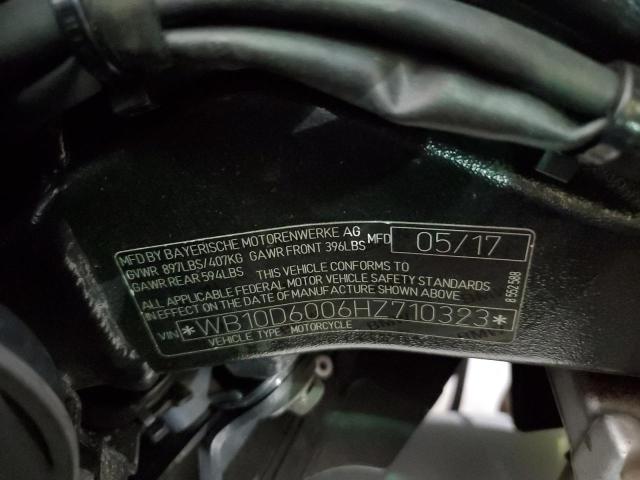 MFD BY BAYERISCHE MOTORENWERKE AG MFD 05/17
GVWR 897LBS/407KG GAWR FRONT 396LBS
GAWR REAR 594LBS
THIS VEHICLE CONFORMS TO
ALL APPLICABLE FEDERAL MOTOR VEHICLE SAFETY STANDARDS
IN EFFECT ON THE DATE OF MANUFACTURE SHOWN ABOVE
VIN *WB10D6006HZ710323*
VEHICLE TYPE MOTORCYCLE
8 552 588